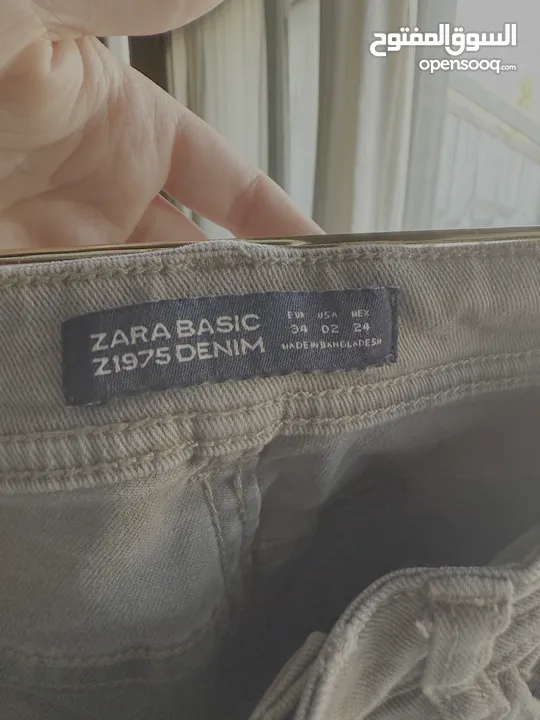 السوق المفتوح
opensooq.com
ZARA BASIC
Z1975 DENIM
EUR USA MEX
34 02 24
MADE IN BANGLADESH